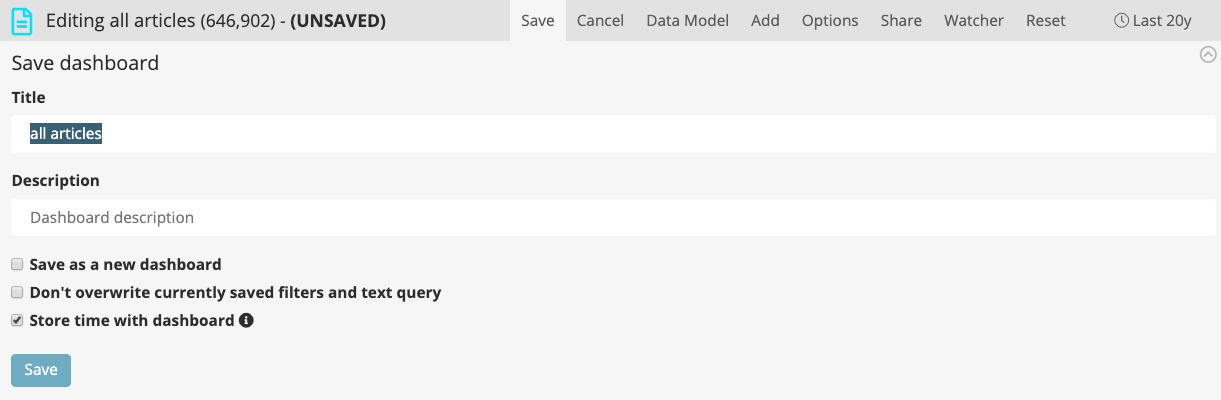 Editing all articles (646,902) - (UNSAVED) Save Cancel Data Model Add Options Share Watcher Reset Last 20y
Save dashboard
Title
all articles
Description
Dashboard description
Save as a new dashboard
Don't overwrite currently saved filters and text query
Store time with dashboard
Save